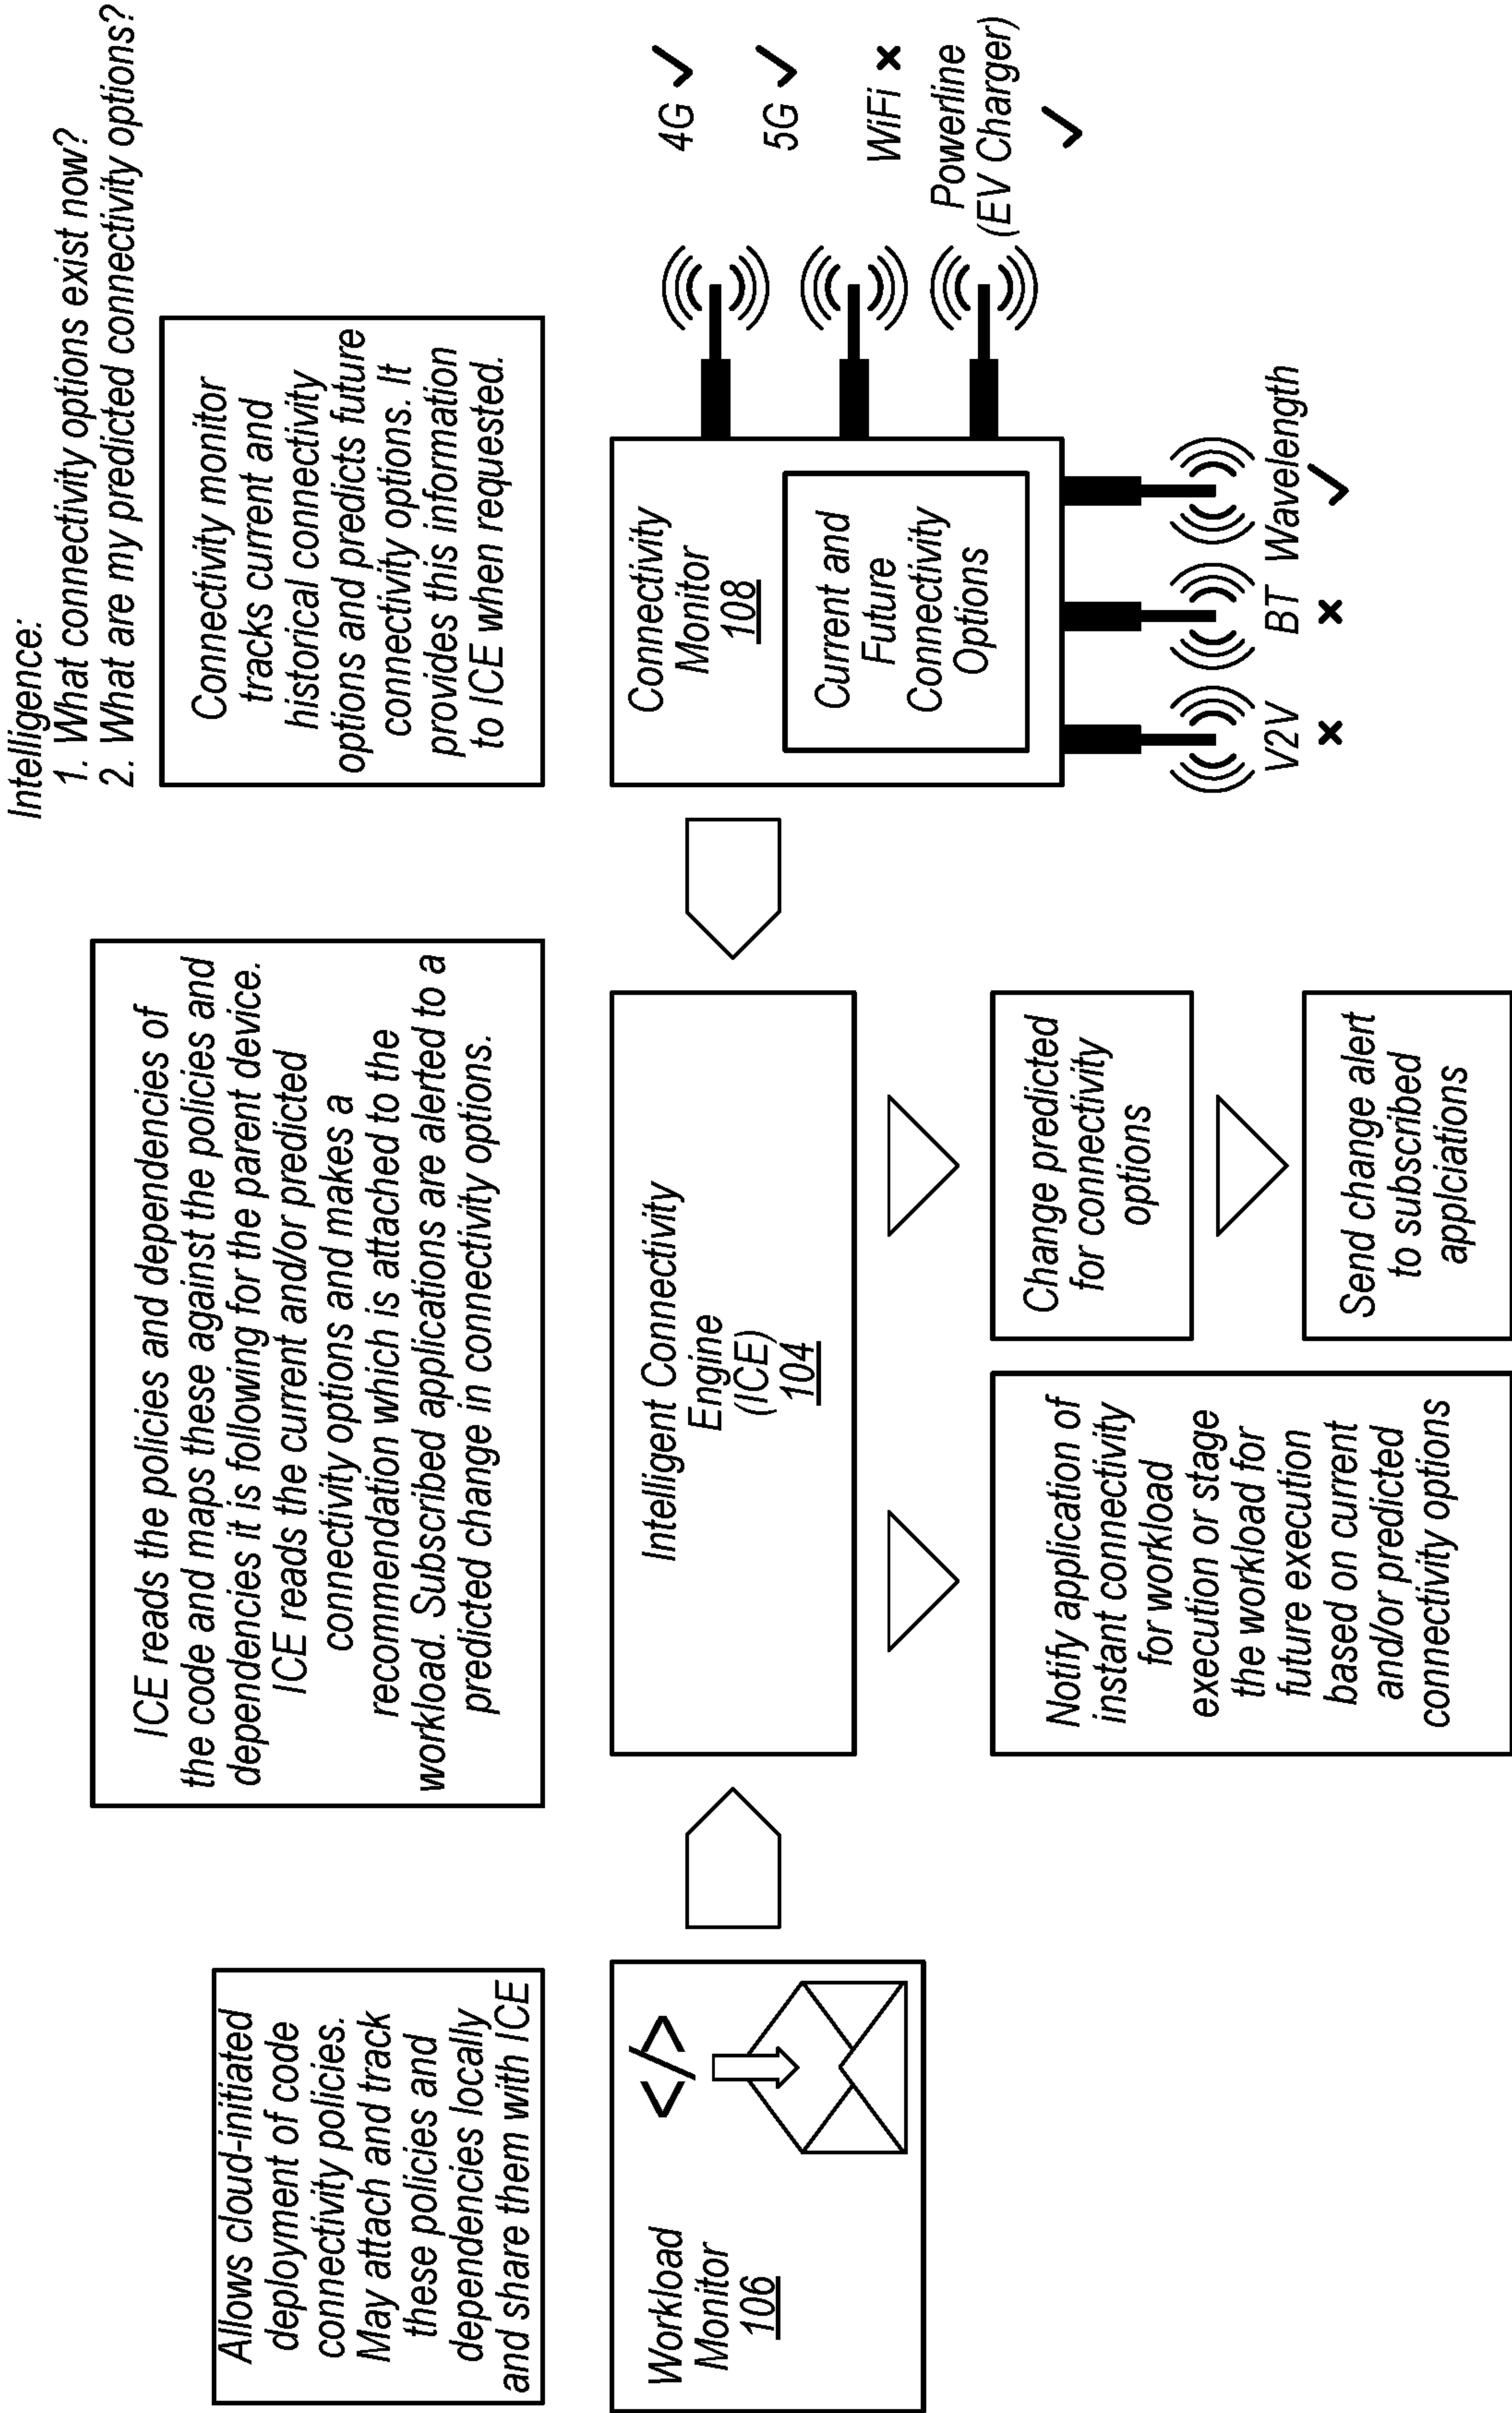 Intelligence:
1. What connectivity options exist now?
2. What are my predicted connectivity options?
Allows cloud-initiated
deployment of code
connectivity policies.
May attach and track
these policies and
dependencies locally
and share them with ICE
ICE reads the policies and dependencies of
the code and maps these against the policies and
dependencies it is following for the parent device.
ICE reads the current and/or predicted
connectivity options and makes a
recommendation which is attached to the
workload. Subscribed applications are alerted to a
predicted change in connectivity options.
Connectivity monitor
tracks current and
historical connectivity
options and predicts future
connectivity options. It
provides this information
to ICE when requested.
Workload
Monitor
106
</>
Intelligent Connectivity
Engine
(ICE)
104
Connectivity
Monitor
108
Current and
Future
Connectivity
Options
4G ✓
5G ✓
WiFi ×
Powerline
(EV Charger)
✓
V2V BT Wavelength
× × ✓
Notify application of
instant connectivity
for workload
execution or stage
the workload for
future execution
based on current
and/or predicted
connectivity options
Change predicted
for connectivity
options
Send change alert
to subscribed
applciations